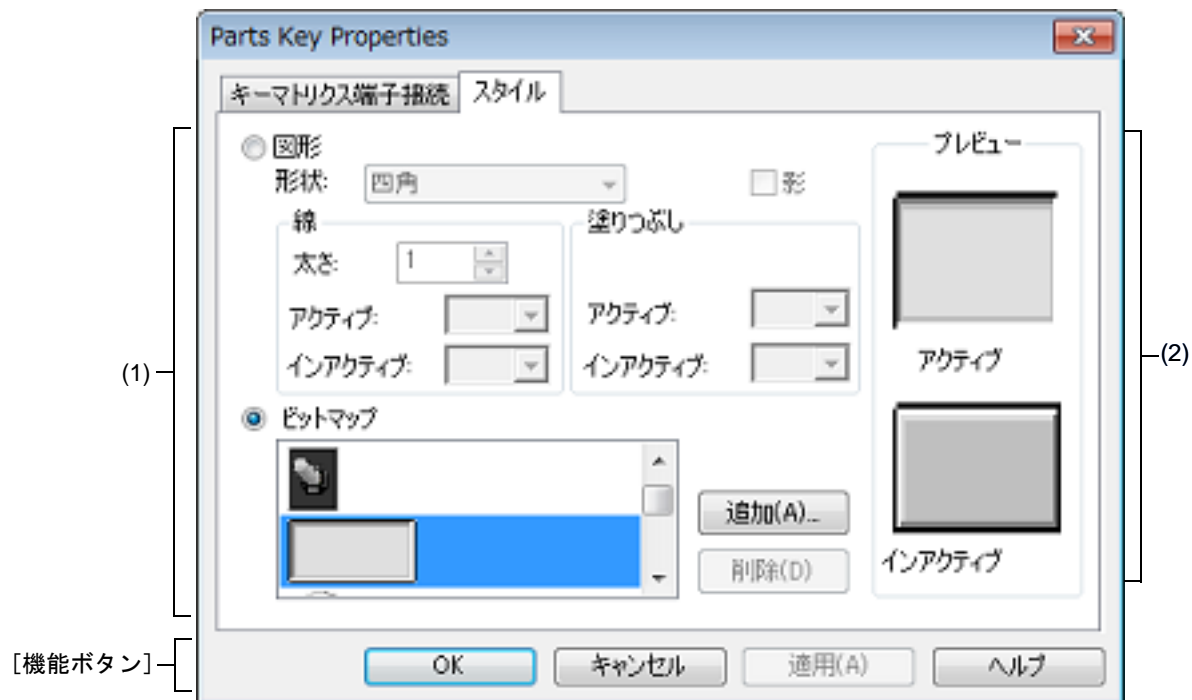 Parts Key Properties
キーマトリクス端子接続
スタイル
図形
形状:
四角
影
線
太さ:
1
アクティブ:
インアクティブ:
塗りつぶし
アクティブ:
インアクティブ:
ビットマップ
追加(A)...
削除(D)
プレビュー
アクティブ
インアクティブ
(1)
(2)
[機能ボタン]
OK
キャンセル
適用(A)
ヘルプ